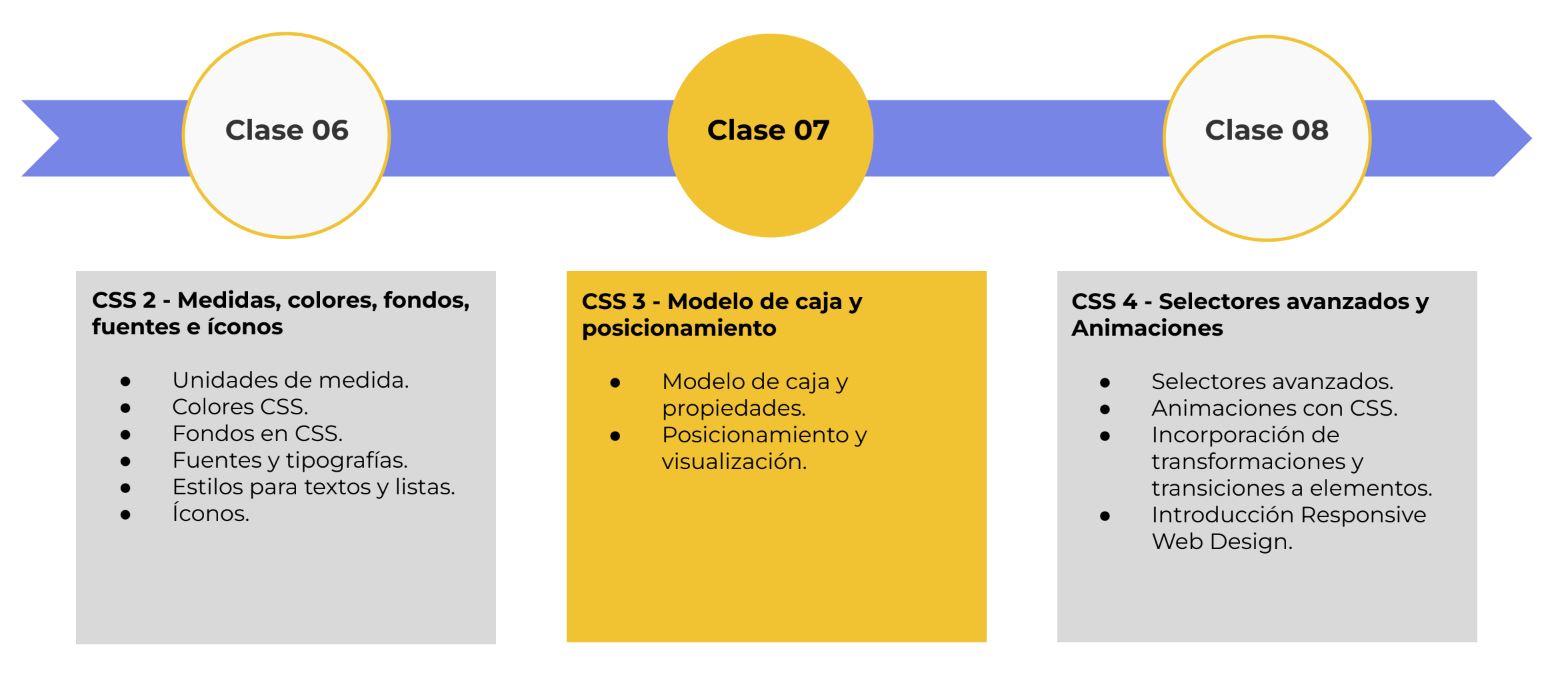 Clase 06
Clase 07
Clase 08
CSS 2 - Medidas, colores, fondos,
fuentes e íconos
● Unidades de medida.
● Colores CSS.
● Fondos en CSS.
● Fuentes y tipografías.
● Estilos para textos y listas.
● Íconos.
CSS 3 - Modelo de caja y
posicionamiento
● Modelo de caja y
propiedades.
● Posicionamiento y
visualización.
CSS 4 - Selectores avanzados y
Animaciones
● Selectores avanzados.
● Animaciones con CSS.
● Incorporación de
transformaciones y
transiciones a elementos.
● Introducción Responsive
Web Design.